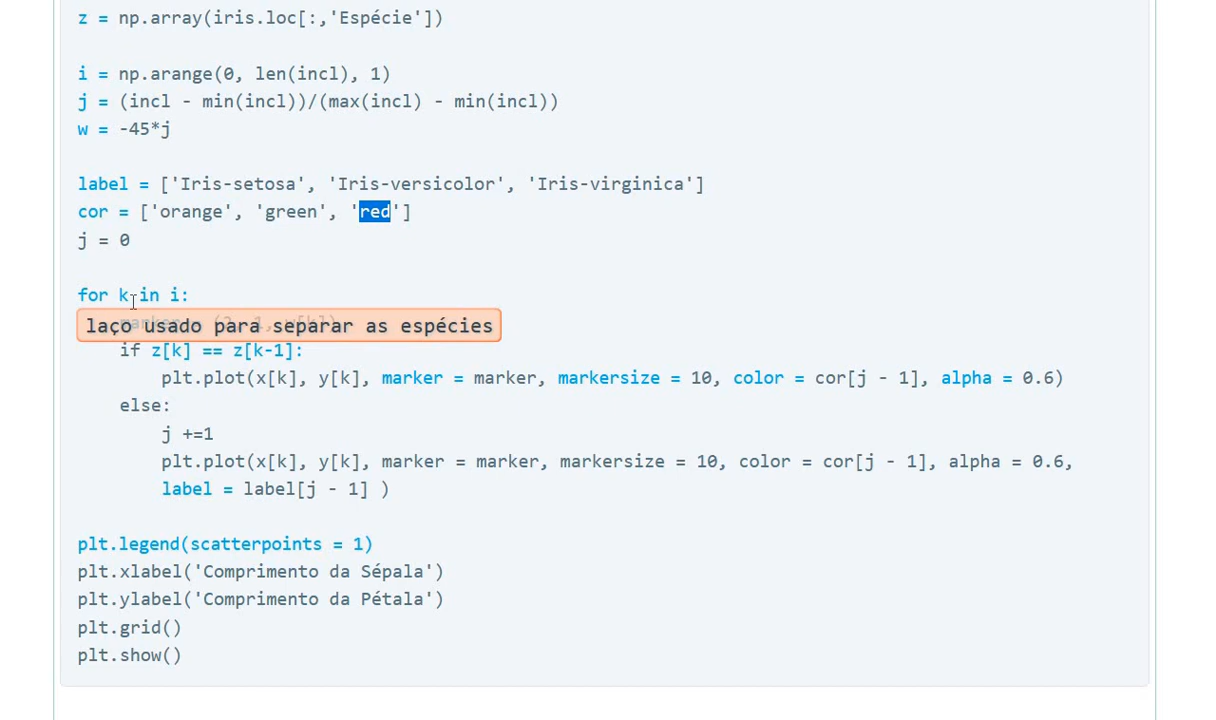 z = np.array(iris.loc[:,'Espécie'])
i = np.arange(0, len(incl), 1)
j = (incl - min(incl))/(max(incl) - min(incl))
w = -45*j
label = ['Iris-setosa', 'Iris-versicolor', 'Iris-virginica']
cor = ['orange', 'green', 'red']
j = 0
for k in i:
laço usado para separar as espécies
if z[k] == z[k-1]:
plt.plot(x[k], y[k], marker = marker, markersize = 10, color = cor[j - 1], alpha = 0.6)
else:
j +=1
plt.plot(x[k], y[k], marker = marker, markersize = 10, color = cor[j - 1], alpha = 0.6,
label = label[j - 1] )
plt.legend(scatterpoints = 1)
plt.xlabel('Comprimento da Sépala')
plt.ylabel('Comprimento da Pétala')
plt.grid()
plt.show()